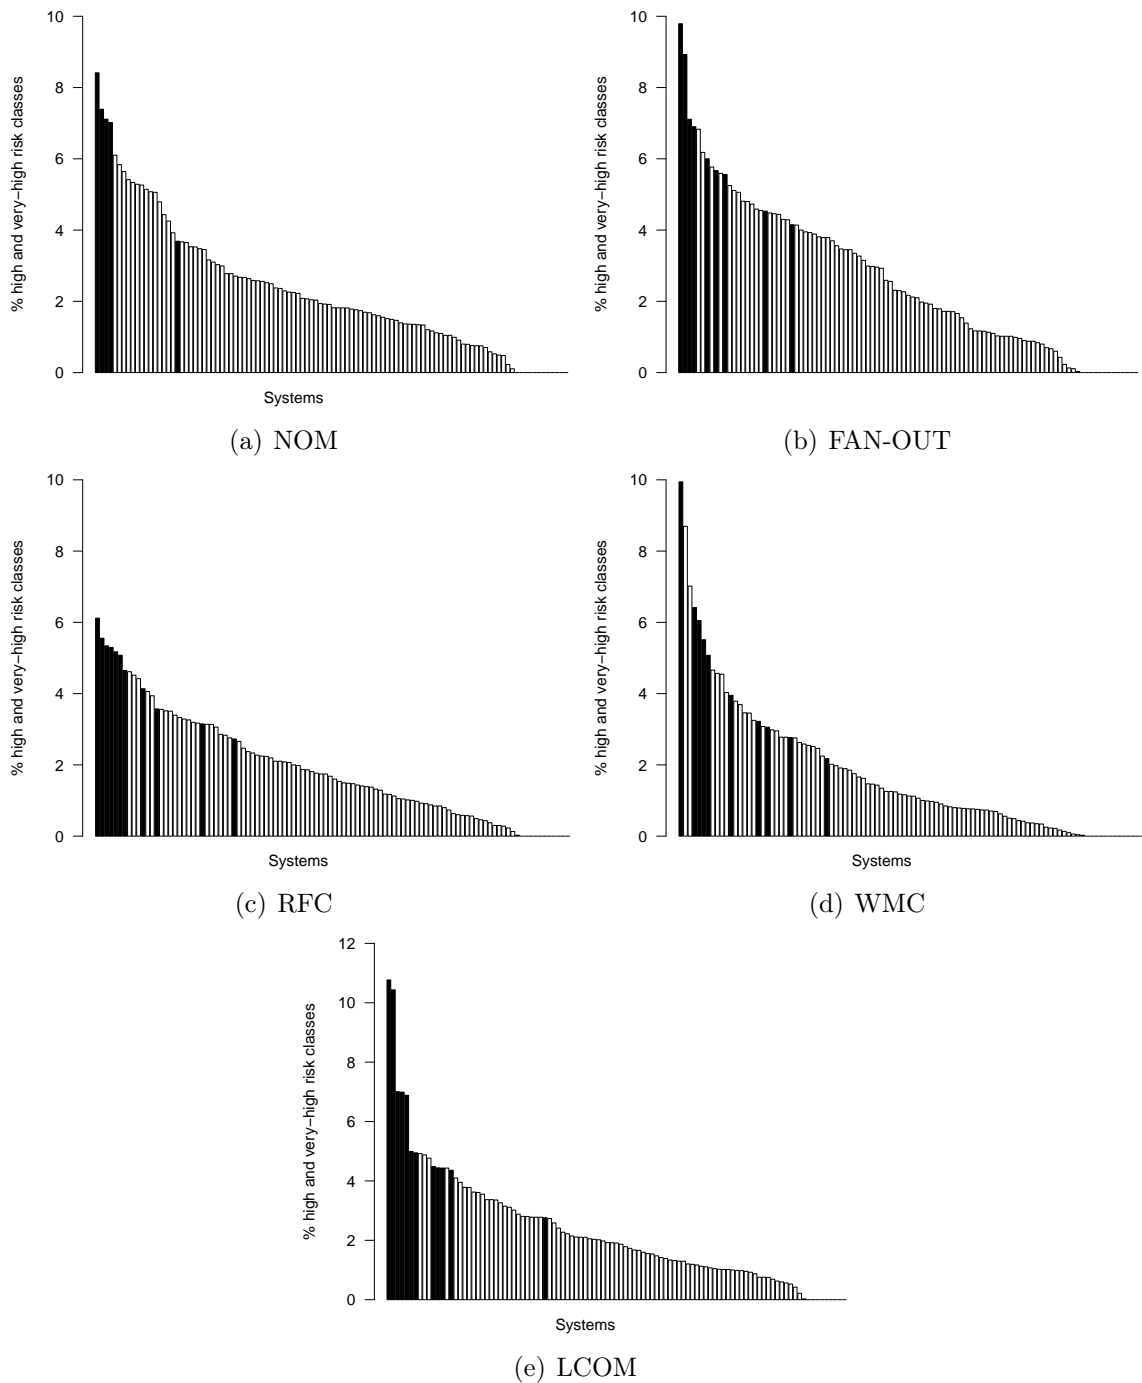 10
8
6
4
2
0
% high and very−high risk classes
Systems
(a) NOM
10
8
6
4
2
0
% high and very−high risk classes
(b) FAN-OUT
10
8
6
4
2
0
% high and very−high risk classes
Systems
(c) RFC
10
8
6
4
2
0
% high and very−high risk classes
Systems
(d) WMC
12
10
8
6
4
2
0
% high and very−high risk classes
Systems
(e) LCOM